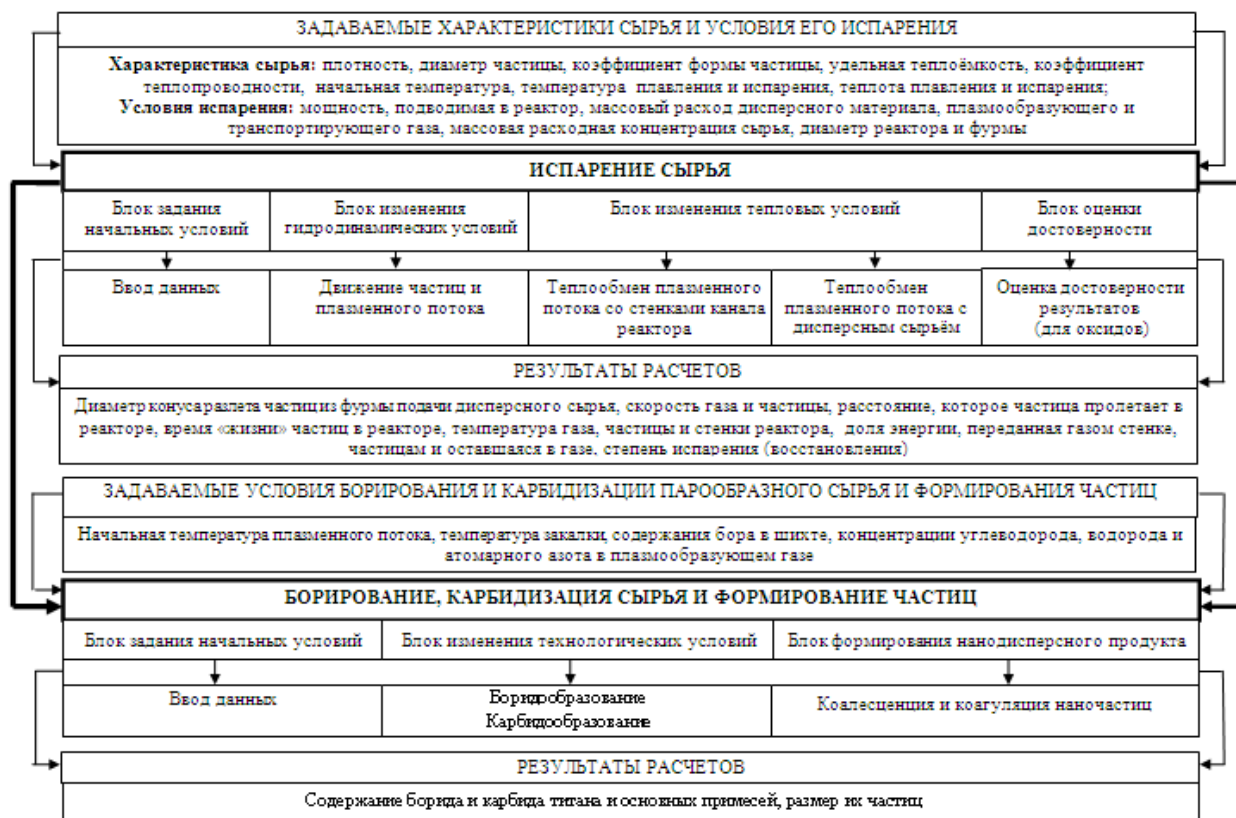 ЗАДАВАЕМЫЕ ХАРАКТЕРИСТИКИ СЫРЬЯ И УСЛОВИЯ ЕГО ИСПАРЕНИЯ
Характеристика сырья: плотность, диаметр частицы, коэффициент формы частицы, удельная теплоёмкость, коэффициент
теплопроводности, начальная температура, температура плавления и испарения, теплота плавления и испарения;
Условия испарения: мощность, подводимая в реактор, массовый расход дисперсного материала, плазмообразующего и
транспортирующего газа, массовая расходная концентрация сырья, диаметр реактора и фурмы
ИСПАРЕНИЕ СЫРЬЯ
Блок задания
начальных условий
Блок изменения
гидродинамических условий
Блок изменения тепловых условий
Блок оценки
достоверности
Ввод данных
Движение частиц и
плазменного потока
Теплообмен плазменного
потока со стенками канала
реактора
Теплообмен
плазменного потока с
дисперсным сырьём
Оценка достоверности
результатов
(для оксидов)
РЕЗУЛЬТАТЫ РАСЧЕТОВ
Диаметр конуса разлета частиц из фурмы подачи дисперсного сырья, скорость газа и частицы, расстояние, которое частица пролетает в
реакторе, время «жизни» частиц в реакторе, температура газа, частицы и стенки реактора, доля энергии, переданная газом стенке,
частицам и оставшаяся в газе, степень испарения (восстановления)
ЗАДАВАЕМЫЕ УСЛОВИЯ БОРИРОВАНИЯ И КАРБИДИЗАЦИИ ПАРООБРАЗНОГО СЫРЬЯ И ФОРМИРОВАНИЯ ЧАСТИЦ
Начальная температура плазменного потока, температура закалки, содержания бора в шихте, концентрации углеводорода, водорода и
атомарного азота в плазмообразующем газе
БОРИРОВАНИЕ, КАРБИДИЗАЦИЯ СЫРЬЯ И ФОРМИРОВАНИЕ ЧАСТИЦ
Блок задания начальных условий
Блок изменения технологических условий
Блок формирования нанодисперсного продукта
Ввод данных
Боридообразование
Карбидообразование
Коалесценция и коагуляция наночастиц
РЕЗУЛЬТАТЫ РАСЧЕТОВ
Содержание борида и карбида титана и основных примесей, размер их частиц